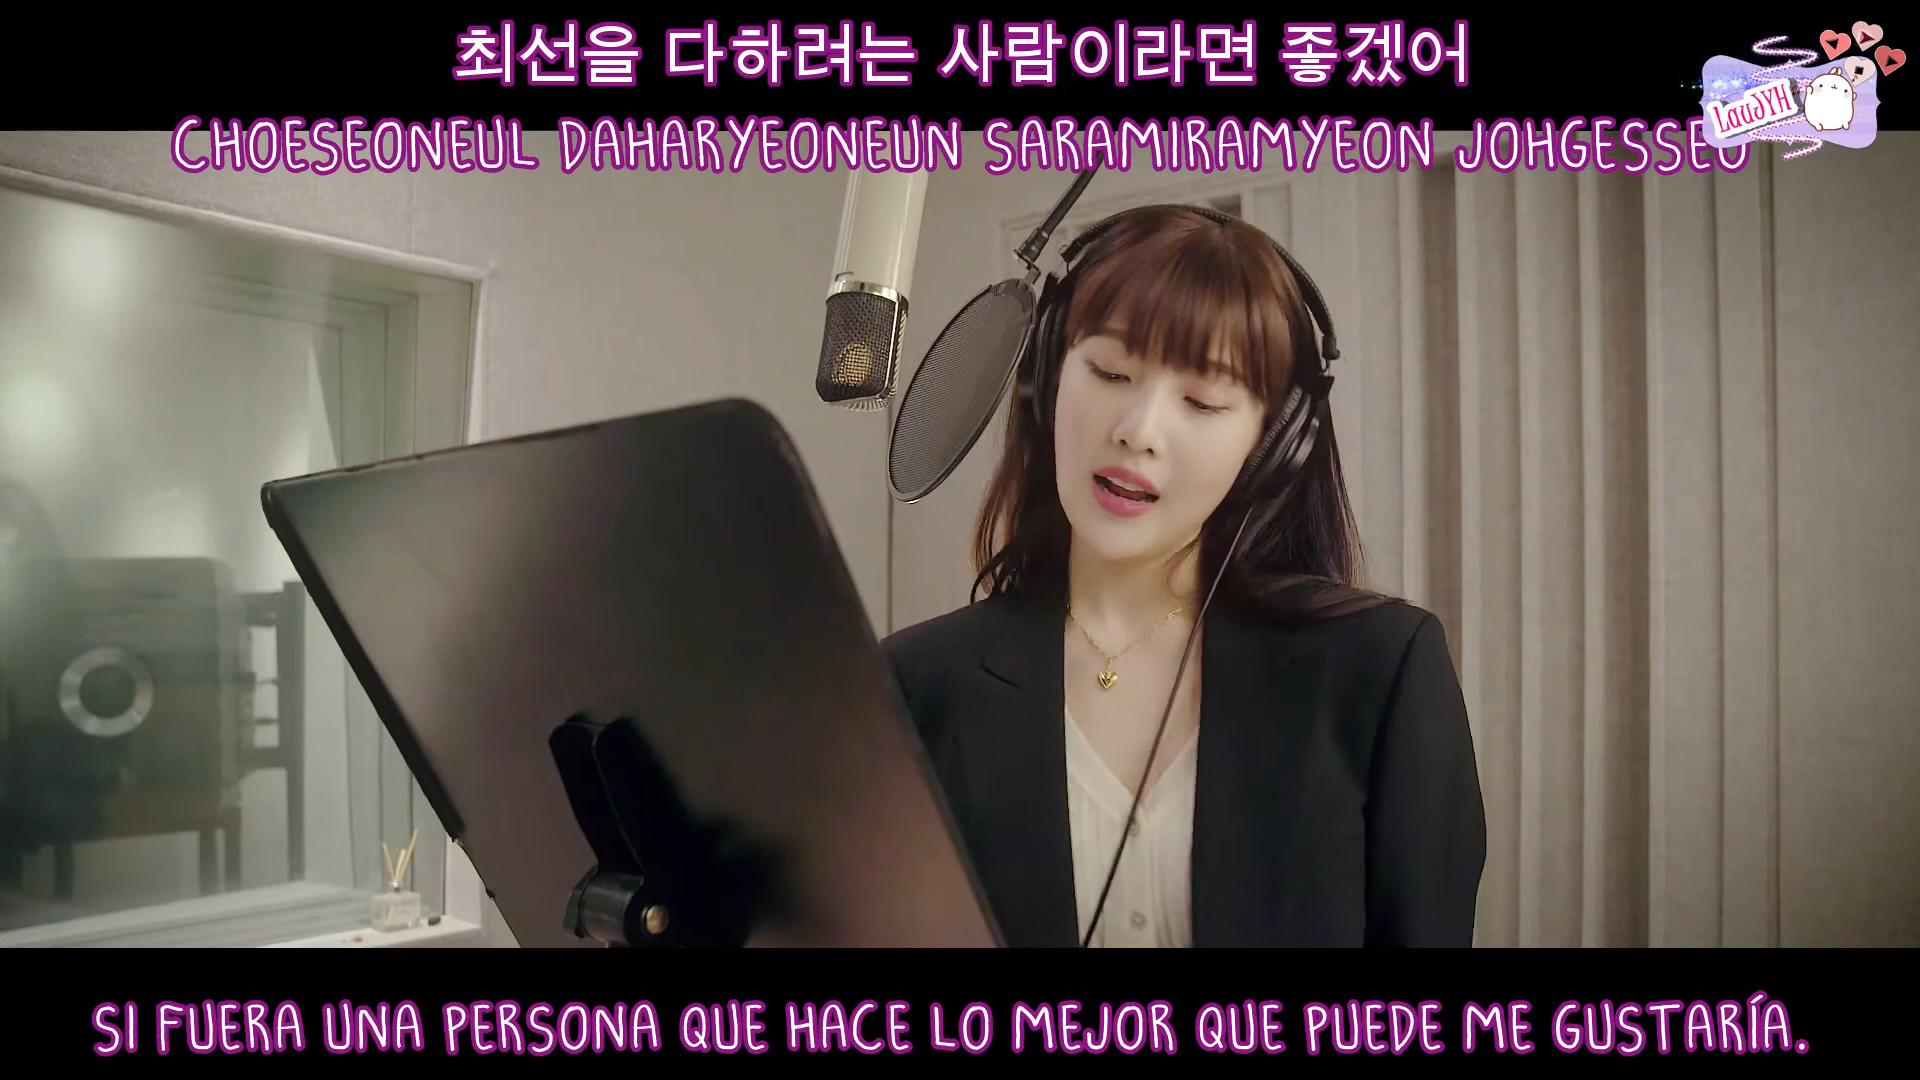 최선을 다하려는 사람이라면 좋겠어
LauJYH
CHOESEONEUL DAHARYEONEUN SARAMIRAMYEON JOHGESSEO
SI FUERA UNA PERSONA QUE HACE LO MEJOR QUE PUEDE ME GUSTARÍA.